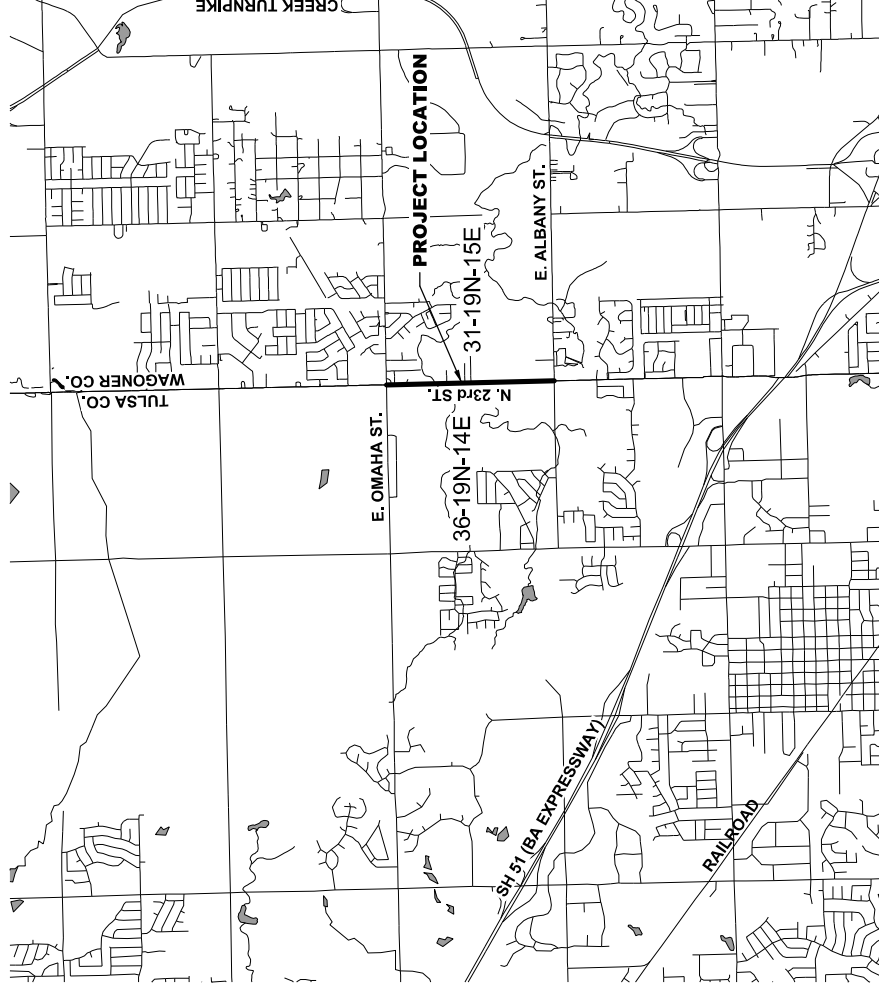 CREEK TURNPIKE
PROJECT LOCATION
E. ALBANY ST.
31-19N-15E
WAGONER CO.
TULSA CO.
N. 23rd ST.
E. OMAHA ST.
36-19N-14E
SH 51 (BA EXPRESSWAY)
RAILROAD